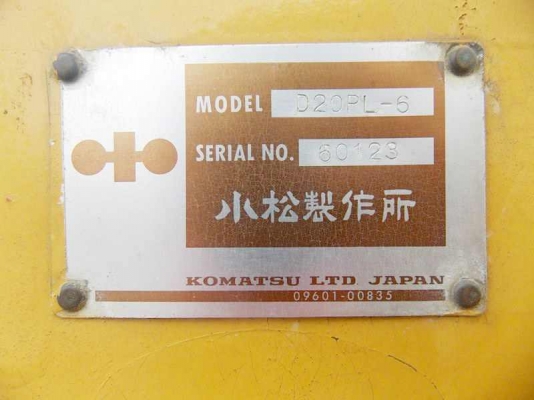 MODEL D20PL-6
SERIAL NO. 60123
小松製作所
KOMATSU LTD JAPAN
09601-00835